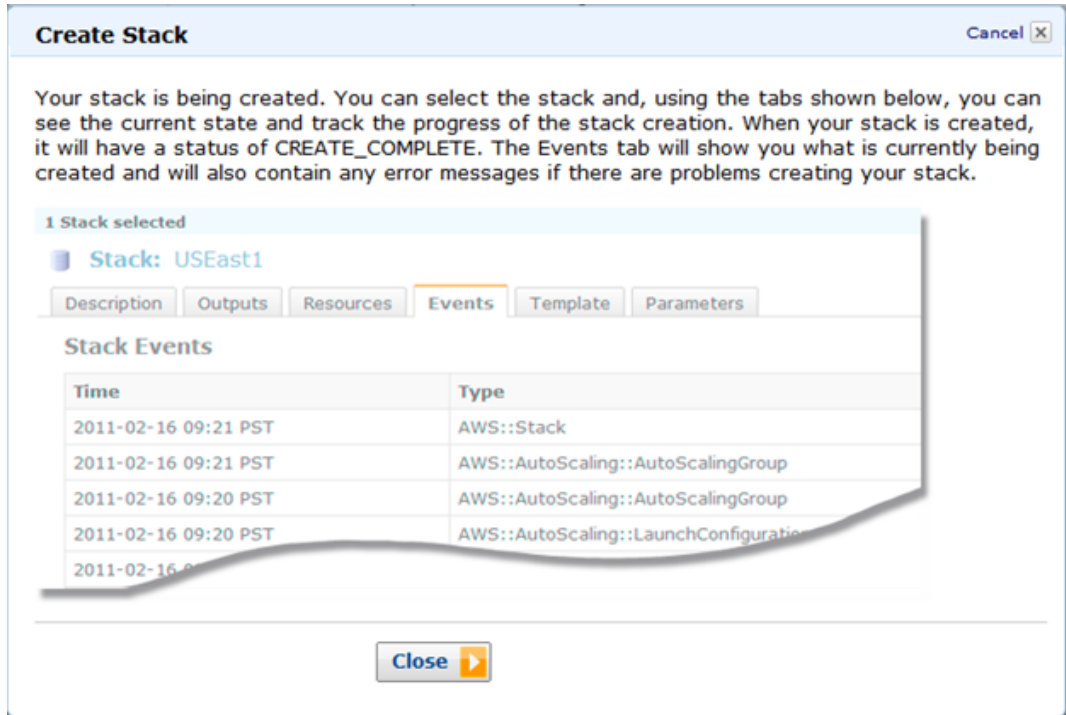 Create Stack
Cancel
Your stack is being created. You can select the stack and, using the tabs shown below, you can
see the current state and track the progress of the stack creation. When your stack is created,
it will have a status of CREATE_COMPLETE. The Events tab will show you what is currently being
created and will also contain any error messages if there are problems creating your stack.
1 Stack selected
Stack: USEast1
Description Outputs Resources Events Template Parameters
Stack Events
Time Type
2011-02-16 09:21 PST AWS::Stack
2011-02-16 09:21 PST AWS::AutoScaling::AutoScalingGroup
2011-02-16 09:20 PST AWS::AutoScaling::AutoScalingGroup
2011-02-16 09:20 PST AWS::AutoScaling::LaunchConfiguration
2011-02-16
Close